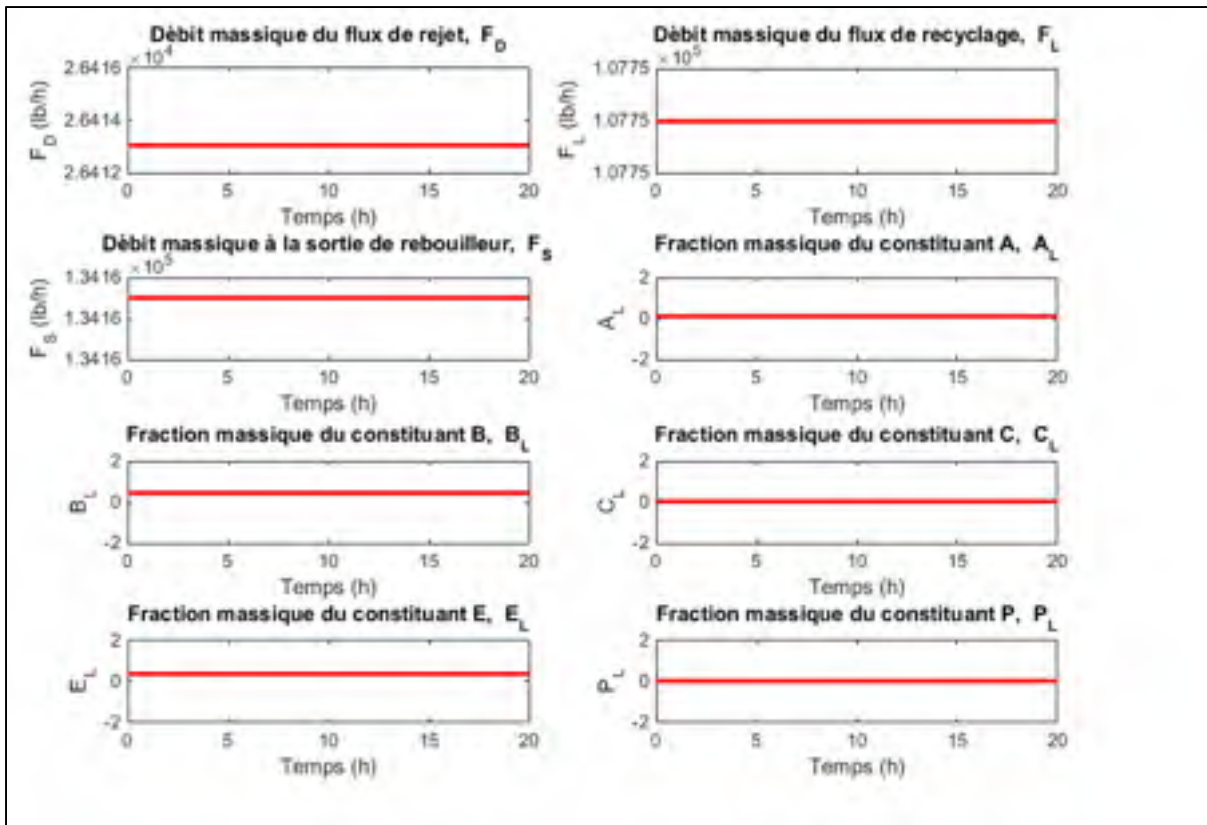 Dèbit massique du flux de rejet, F_D
× 10^4
2.6416
2.6414
2.6412
F_D (lb/h)
0 5 10 15 20
Temps (h)
Dèbit massique du flux de recyclage, F_L
× 10^5
1.0775
1.0775
1.0775
F_L (lb/h)
0 5 10 15 20
Temps (h)
Dèbit massique à la sortie de rebouilleur, F_S
× 10^5
1.3416
1.3416
1.3416
F_S (lb/h)
0 5 10 15 20
Temps (h)
Fraction massique du constituant A, A_L
2
0
-2
A_L
0 5 10 15 20
Temps (h)
Fraction massique du constituant B, B_L
2
0
-2
B_L
0 5 10 15 20
Temps (h)
Fraction massique du constituant C, C_L
2
0
-2
C_L
0 5 10 15 20
Temps (h)
Fraction massique du constituant E, E_L
2
0
-2
E_L
0 5 10 15 20
Temps (h)
Fraction massique du constituant P, P_L
2
0
-2
P_L
0 5 10 15 20
Temps (h)